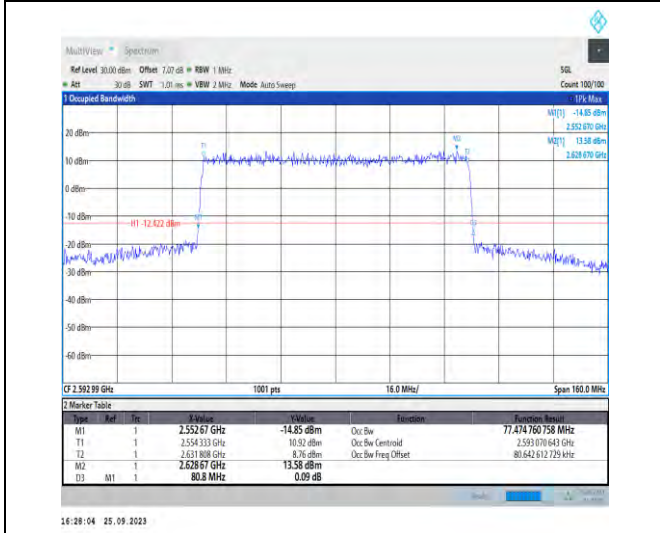 MultiView Spectrum
Ref Level 30.00 dBm Offset 7.07 dB RBW 1 MHz SGL
Att 30 dB SWT 1.01 ms VBW 2 MHz Mode Auto Sweep Count 100/100
1 Occupied Bandwidth 1Pk Max
M1[1] -14.85 dBm
2.552 670 GHz
M2[1] 13.58 dBm
2.628 670 GHz
20 dBm
M2
T1 T2
10 dBm
0 dBm
-10 dBm
M1
H1 -12.422 dBm
-20 dBm
-30 dBm
-40 dBm
-50 dBm
-60 dBm
CF 2.592 99 GHz 1001 pts 16.0 MHz/ Span 160.0 MHz
2 Marker Table
Type Ref Trc X-Value Y-Value Function Function Result
M1 1 2.552 67 GHz -14.85 dBm Occ Bw 77.474 760 758 MHz
T1 1 2.554 333 GHz 10.92 dBm Occ Bw Centroid 2.593 070 643 GHz
T2 1 2.631 808 GHz 8.76 dBm Occ Bw Freq Offset 80.642 612 729 kHz
M2 1 2.628 67 GHz 13.58 dBm
D3 M1 1 80.8 MHz 0.09 dB
16:28:04 25.09.2023